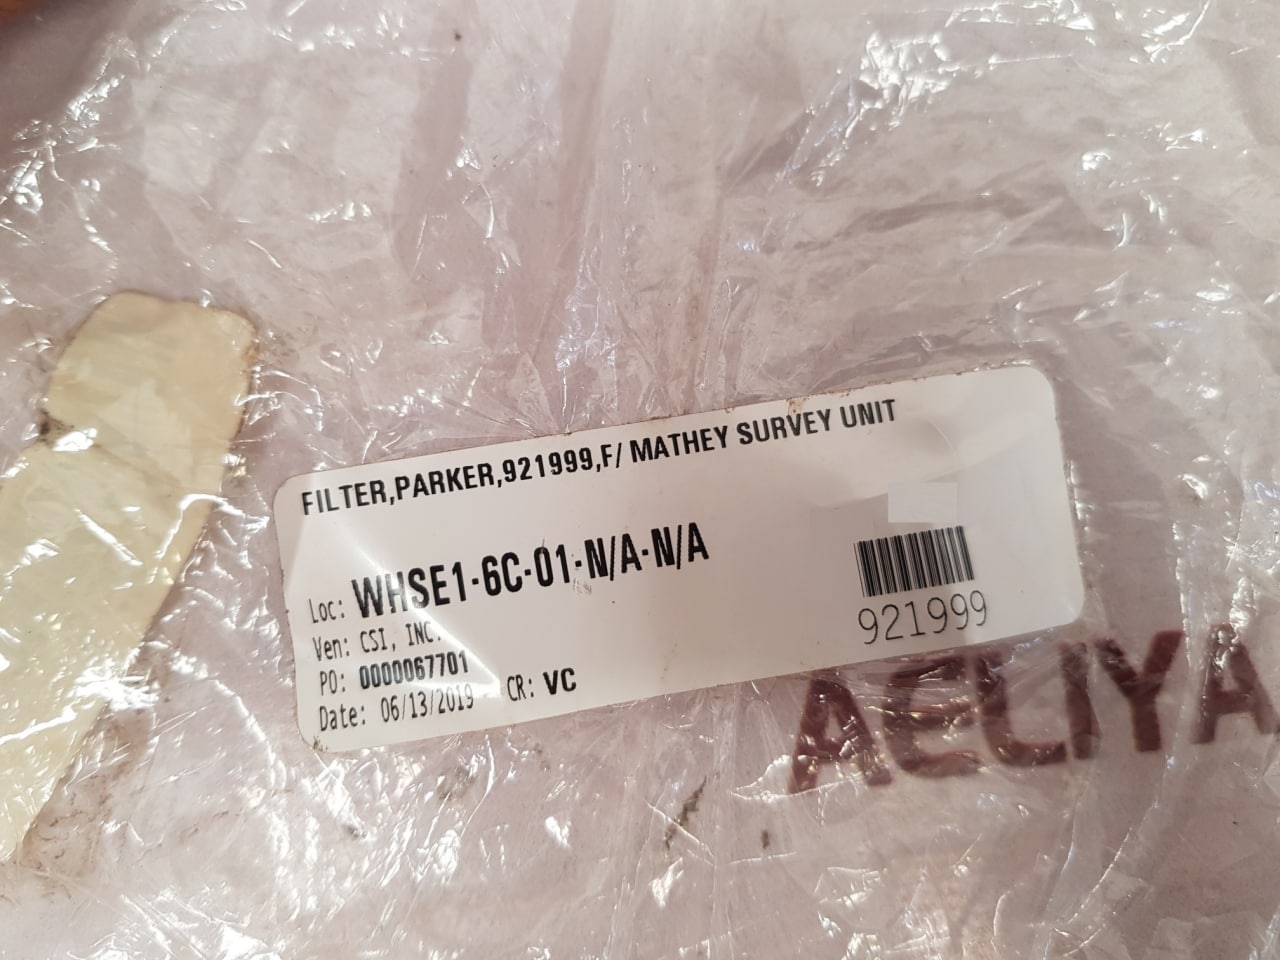 FILTER,PARKER,921999,F/ MATHEY SURVEY UNIT
Loc: WHSE1-6C-01-N/A-N/A
Ven: CSI, INC.
PO: 0000067701
Date: 06/13/2019 CR: VC
921999
AELIYA